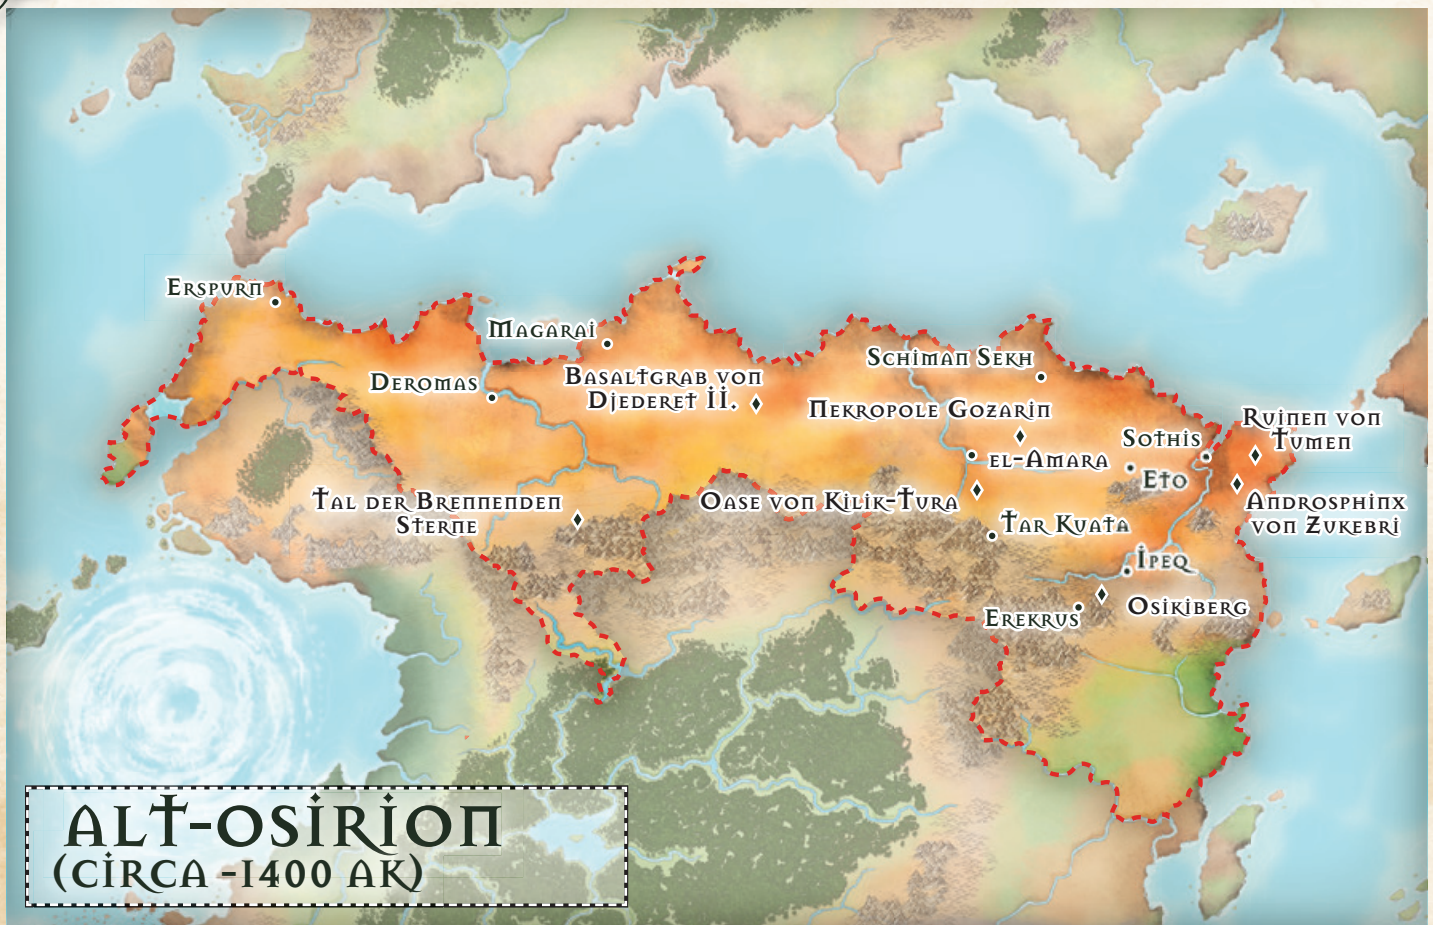 Erspurn
Magarai
Schiman Sekh
Deromas
Basaltgrab von
Djederet II.
Nekropole Gozarin
Ruinen von
Tumen
Sothis
el-Amara
Eto
Tal der Brennenden
Sterne
Oase von Kilik-Tura
Androsphinx
von Zukebri
Tar Kuata
Ipeq
Osikiberg
Erekrus
Alt-Osirion
(circa -1400 AK)